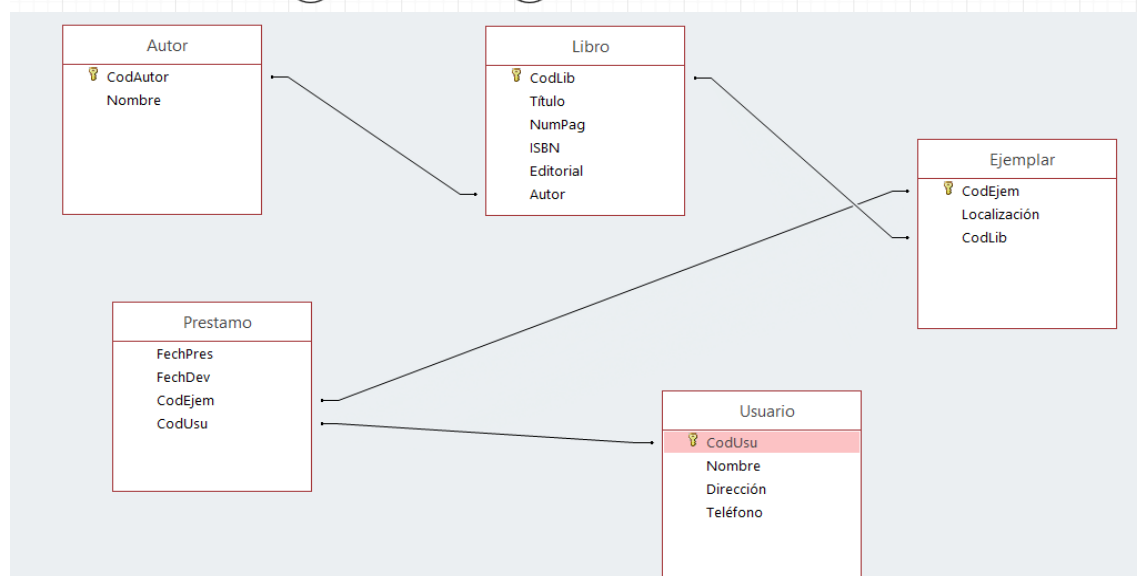 Autor
CodAutor
Nombre
Libro
CodLib
Título
NumPag
ISBN
Editorial
Autor
Ejemplar
CodEjem
Localización
CodLib
Prestamo
FechPres
FechDev
CodEjem
CodUsu
Usuario
CodUsu
Nombre
Dirección
Teléfono